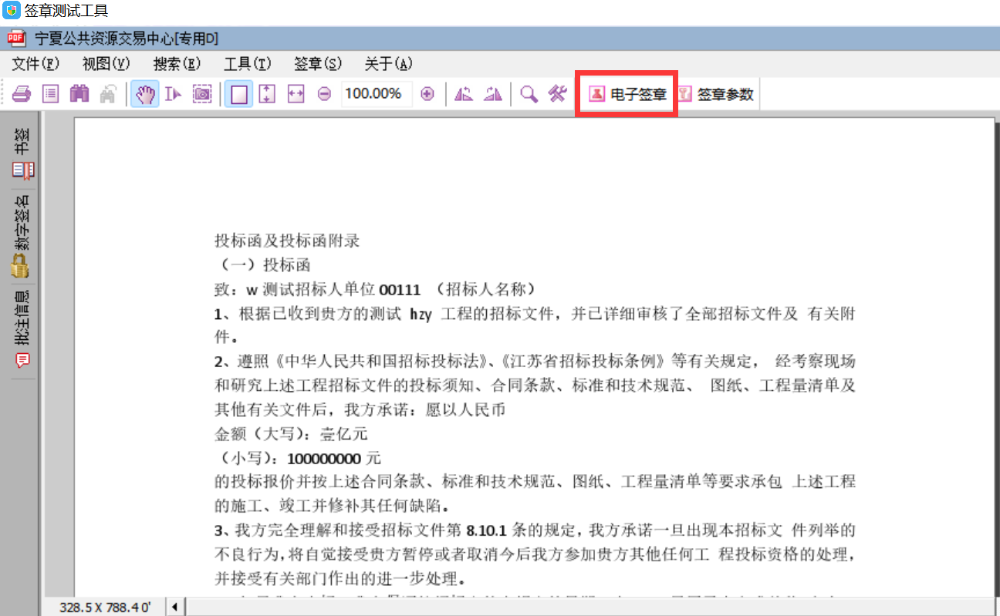 签章测试工具
宁夏公共资源交易中心[专用D]
文件(F) 视图(V) 搜索(E) 工具(T) 签章(S) 关于(A)
100.00% 电子签章 签章参数
书签
数字签名
批注信息
投标函及投标函附录
（一）投标函
致：w 测试招标人单位 00111 （招标人名称）
1、根据已收到贵方的测试 hzy 工程的招标文件，并已详细审核了全部招标文件及 有关附
件。
2、遵照《中华人民共和国招标投标法》、《江苏省招标投标条例》等有关规定， 经考察现场
和研究上述工程招标文件的投标须知、合同条款、标准和技术规范、 图纸、工程量清单及
其他有关文件后，我方承诺：愿以人民币
金额（大写）：壹亿元
（小写）：100000000 元
的投标报价并按上述合同条款、标准和技术规范、图纸、工程量清单等要求承包 上述工程
的施工、竣工并修补其任何缺陷。
3、我方完全理解和接受招标文件第 8.10.1 条的规定，我方承诺一旦出现本招标文 件列举的
不良行为，将自觉接受贵方暂停或者取消今后我方参加贵方其他任何工 程投标资格的处理，
并接受有关部门作出的进一步处理。
328.5 X 788.4 0'